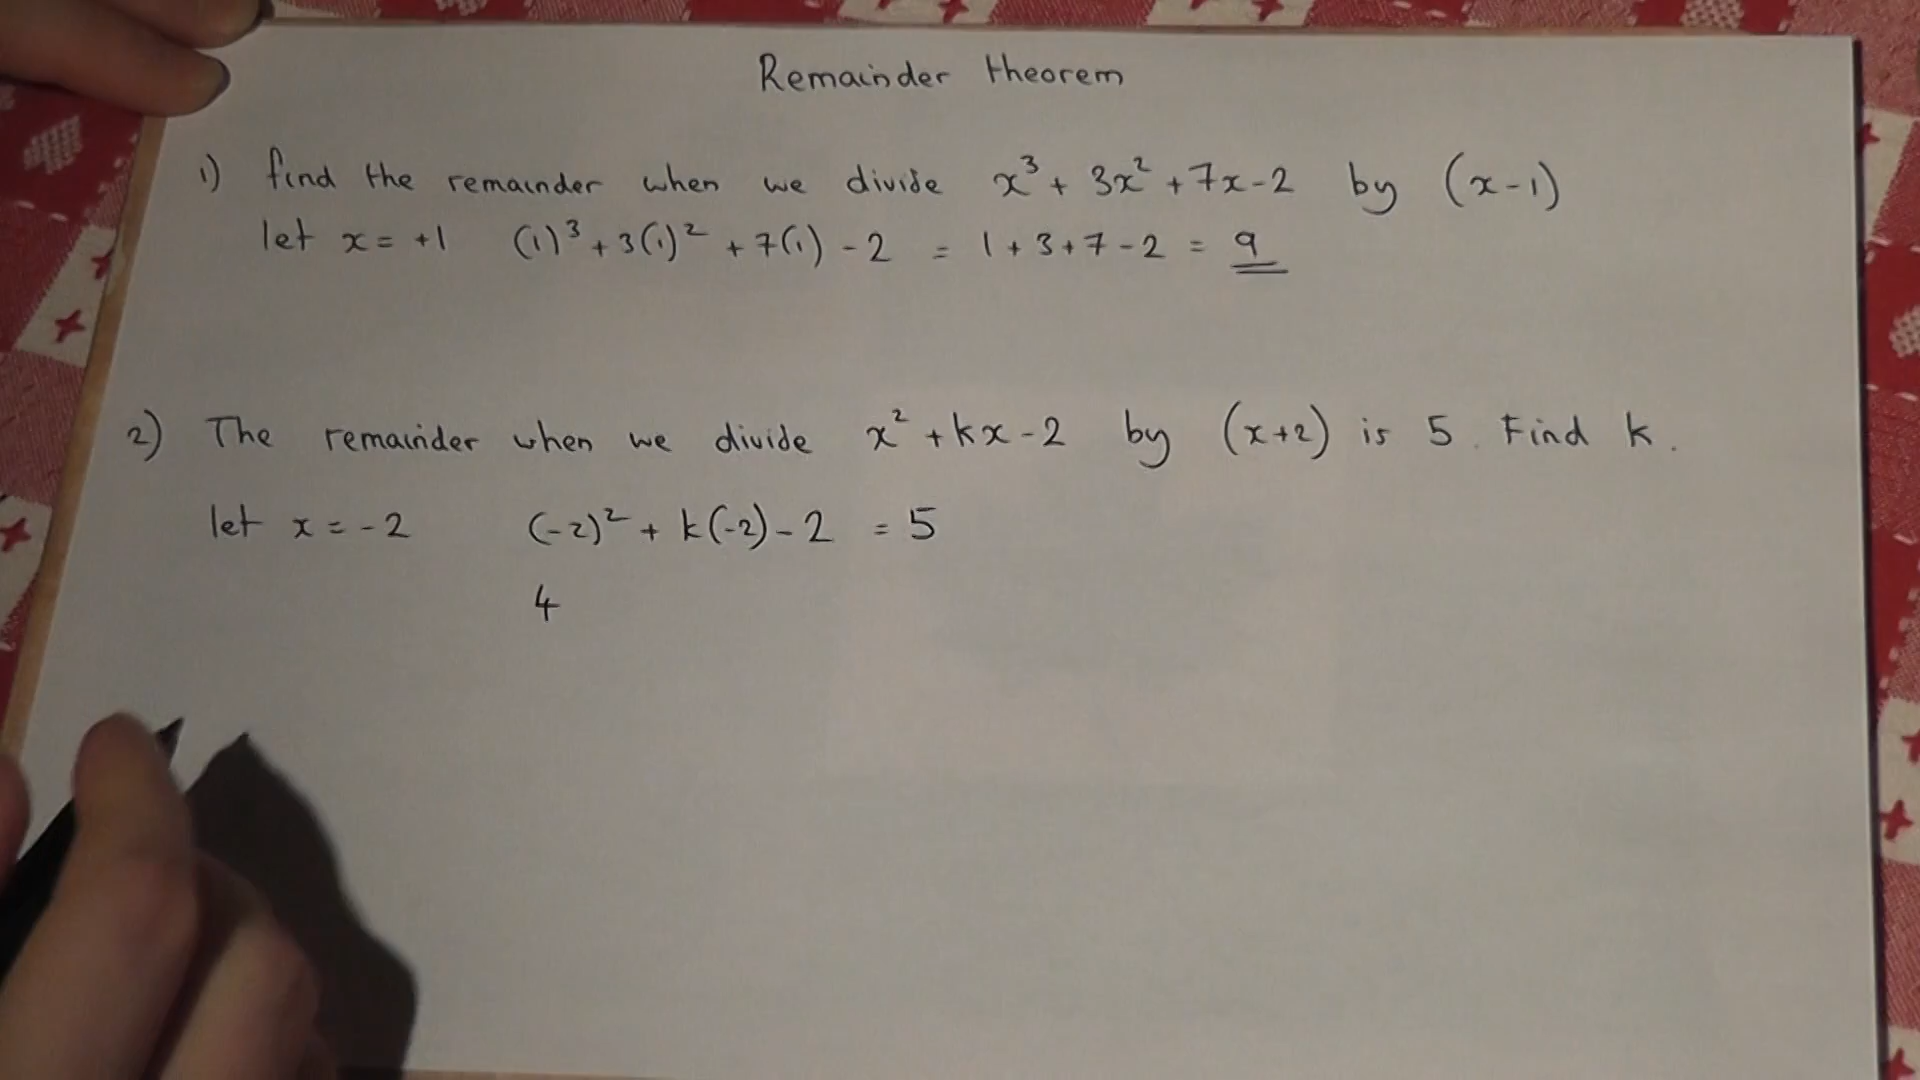 Remainder theorem
1) find the remainder when we divide x³ + 3x² + 7x - 2 by (x-1)
let x = +1 (1)³ + 3(1)² + 7(1) - 2 = 1 + 3 + 7 - 2 = 9
2) The remainder when we divide x² + kx - 2 by (x+2) is 5. Find k.
let x = -2 (-2)² + k(-2) - 2 = 5
4